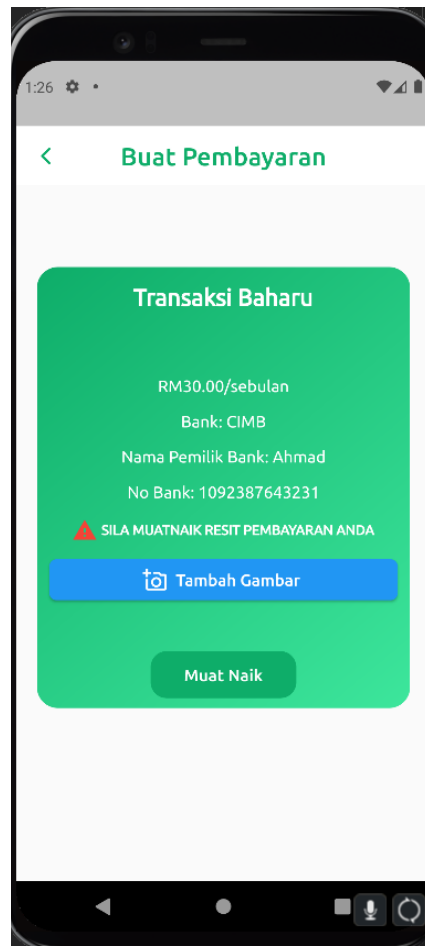 1:26
Buat Pembayaran
Transaksi Baharu
RM30.00/sebulan
Bank: CIMB
Nama Pemilik Bank: Ahmad
No Bank: 1092387643231
SILA MUATNAIK RESIT PEMBAYARAN ANDA
Tambah Gambar
Muat Naik